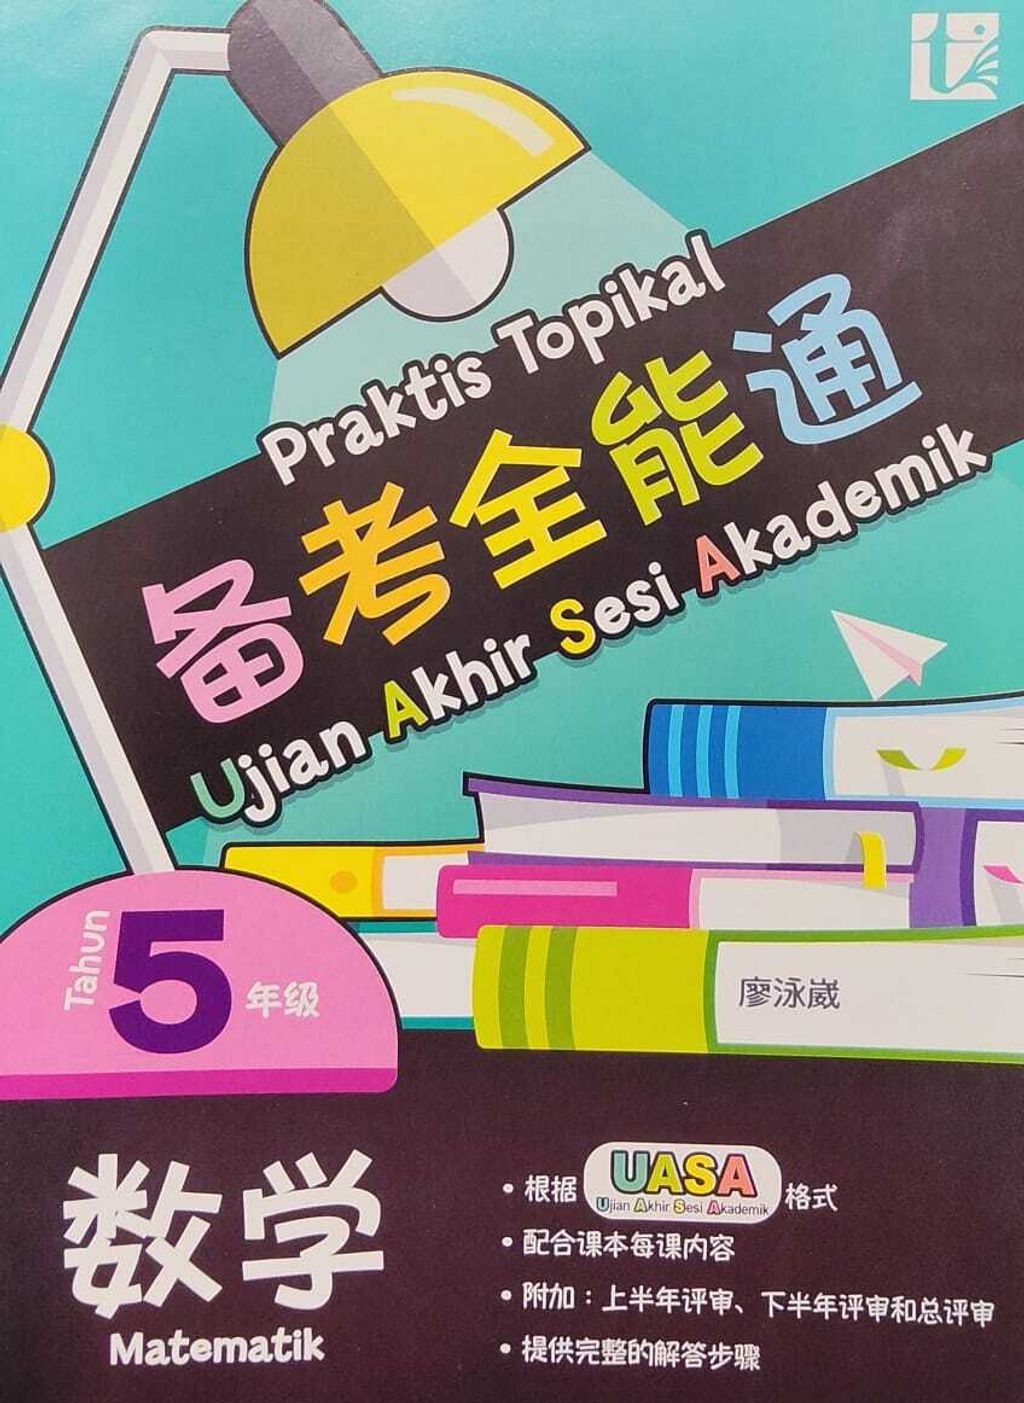 Praktis Topikal
备考全能通
Ujian Akhir Sesi Akademik
Tahun 5 年级
廖泳崴
数学
Matematik
• 根据 UASA 格式
Ujian Akhir Sesi Akademik
• 配合课本每课内容
• 附加：上半年评审、下半年评审和总评审
• 提供完整的解答步骤